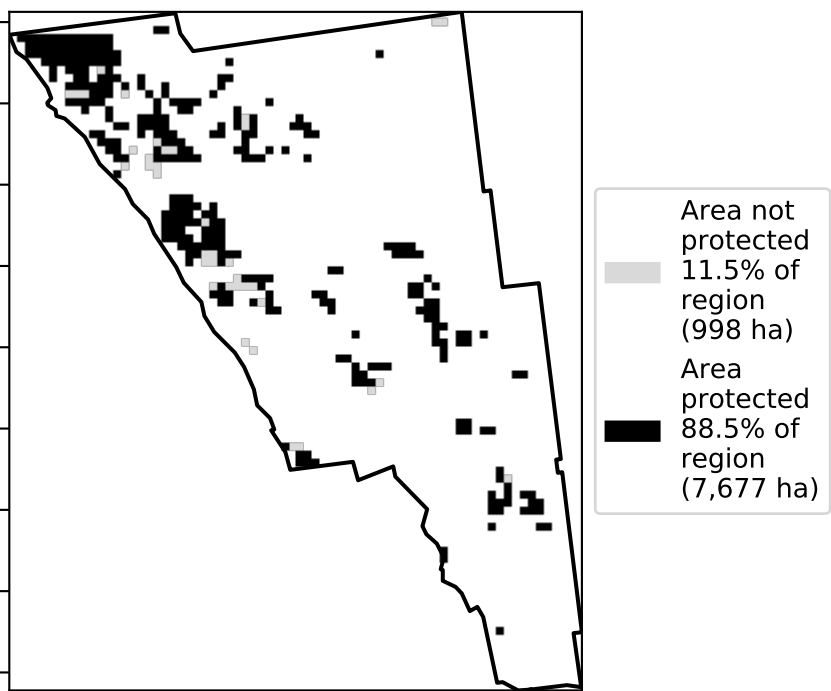 Area not
protected
11.5% of
region
(998 ha)
Area
protected
88.5% of
region
(7,677 ha)